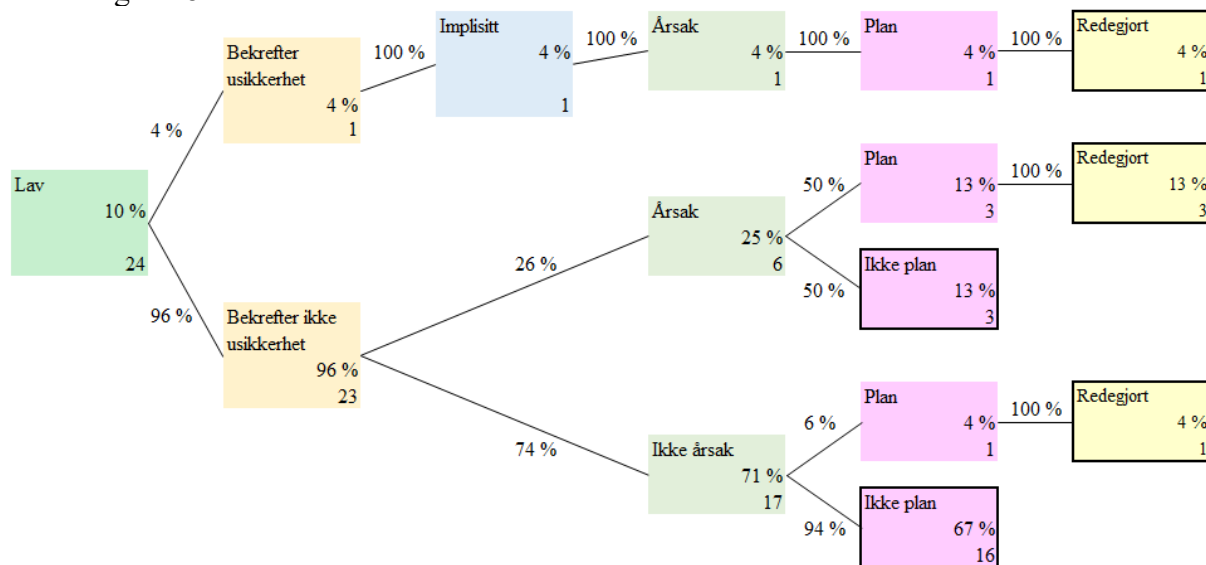 Implisitt
4 %
1
Årsak
4 %
1
Plan
4 %
1
Redegjort
4 %
1
Bekrefter
usikkerhet
4 %
1
100 %
100 %
100 %
100 %
4 %
Lav
10 %
24
96 %
Bekrefter ikke
usikkerhet
96 %
23
26 %
74 %
Årsak
25 %
6
50 %
50 %
Plan
13 %
3
100 %
Redegjort
13 %
3
Ikke plan
13 %
3
Ikke årsak
71 %
17
6 %
94 %
Plan
4 %
1
100 %
Redegjort
4 %
1
Ikke plan
67 %
16